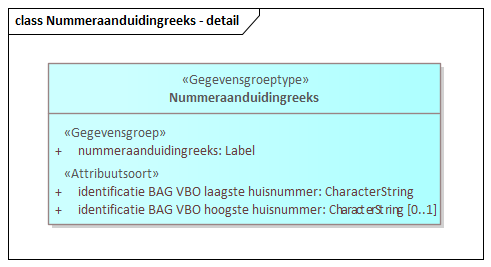 class Nummeraanduidingreeks - detail
«Gegevensgroeptype»
Nummeraanduidingreeks
«Gegevensgroep»
+ nummeraanduidingreeks: Label
«Attribuutsoort»
+ identificatie BAG VBO laagste huisnummer: CharacterString
+ identificatie BAG VBO hoogste huisnummer: CharacterString [0..1]